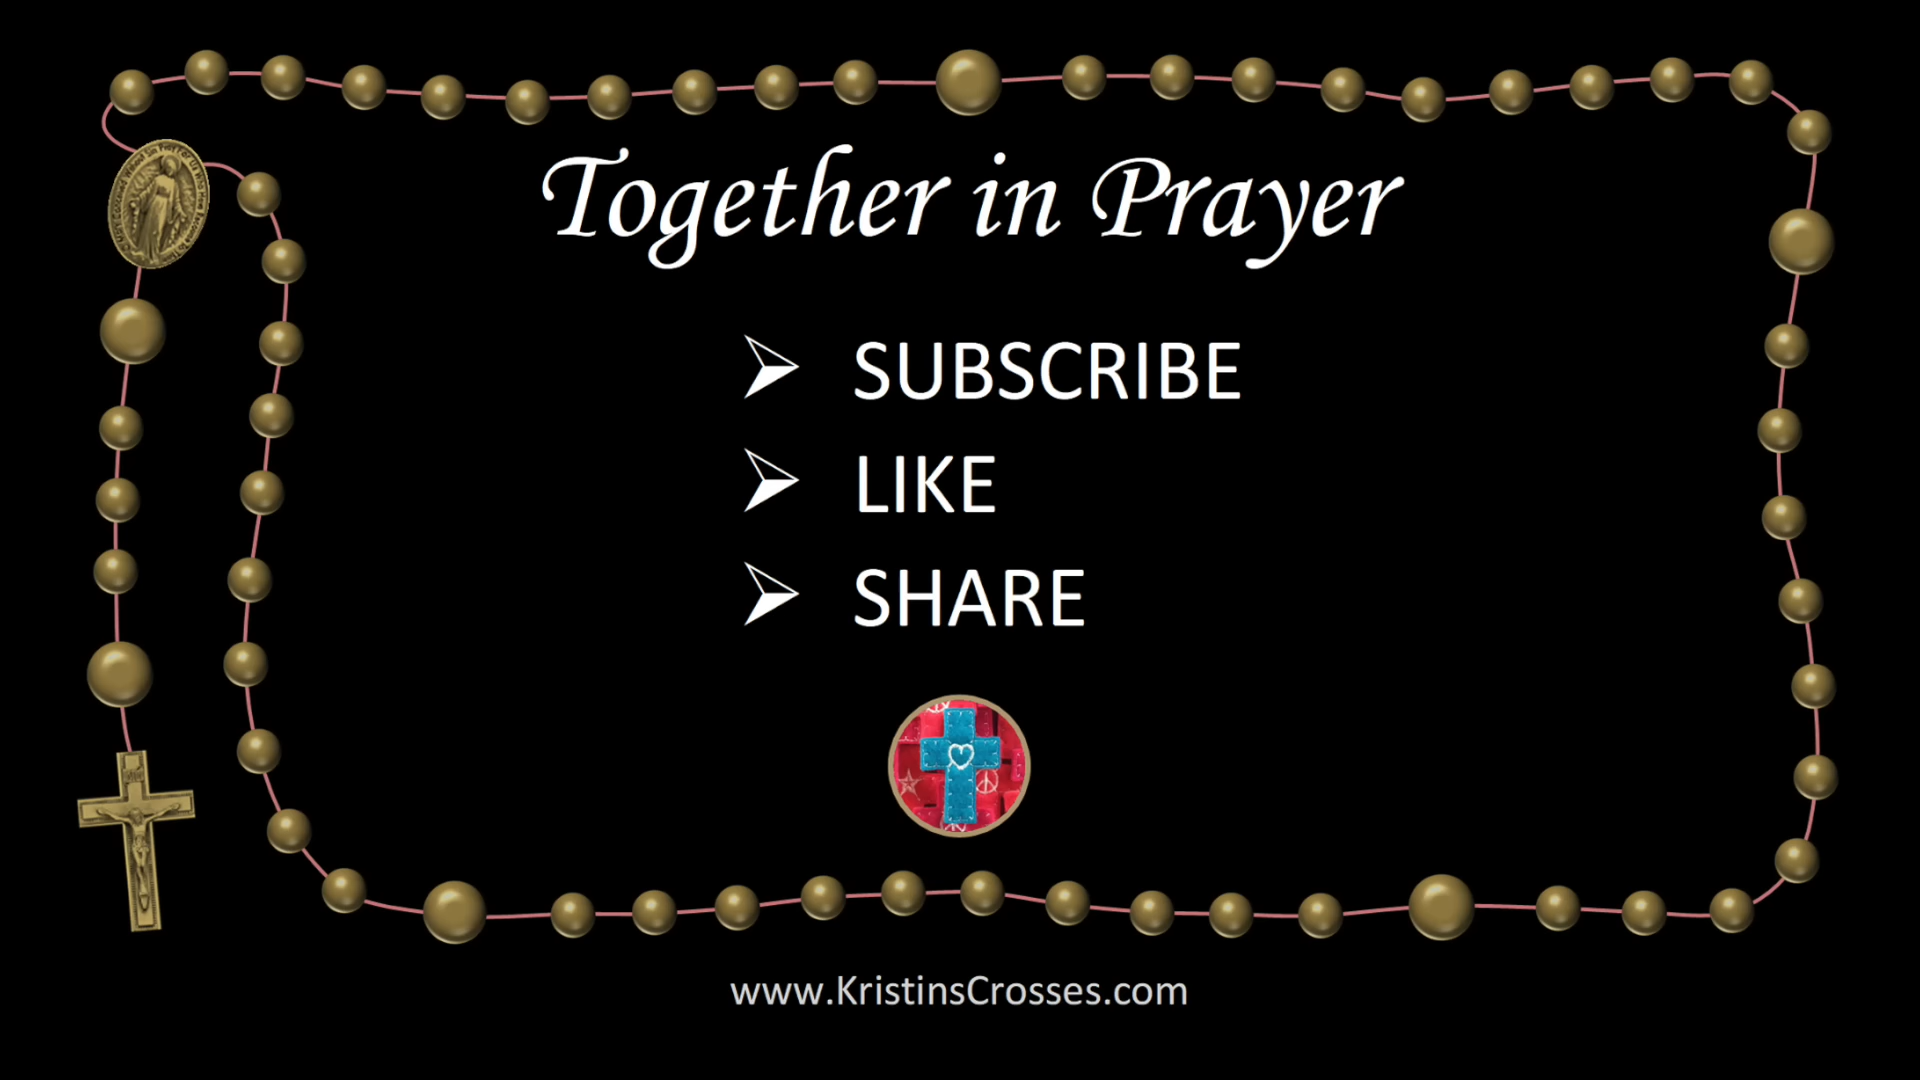 Together in Prayer
SUBSCRIBE
LIKE
SHARE
www.KristinsCrosses.com